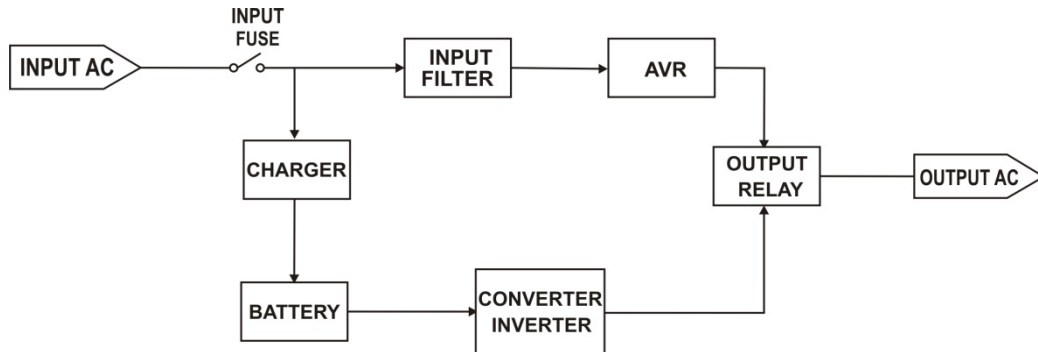 INPUT AC
INPUT
FUSE
INPUT
FILTER
AVR
CHARGER
OUTPUT
RELAY
OUTPUT AC
BATTERY
CONVERTER
INVERTER